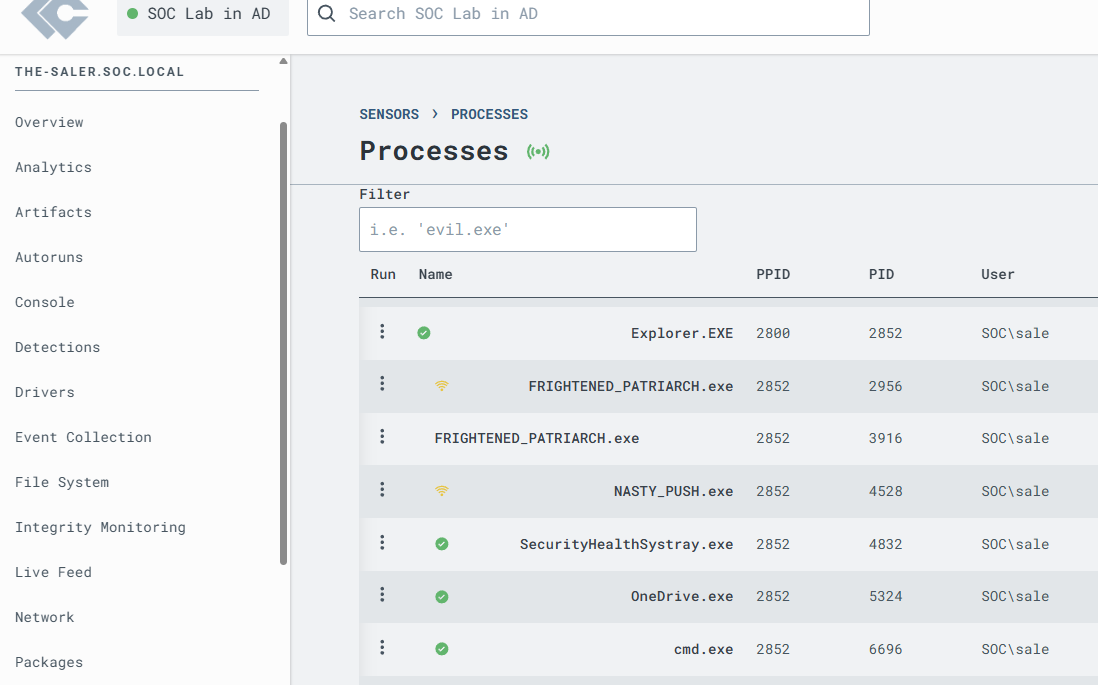 SOC Lab in AD
Search SOC Lab in AD
THE-SALER.SOC.LOCAL
Overview
Analytics
Artifacts
Autoruns
Console
Detections
Drivers
Event Collection
File System
Integrity Monitoring
Live Feed
Network
Packages
SENSORS > PROCESSES
Processes
Filter
i.e. 'evil.exe'
Run Name PPID PID User
Explorer.EXE 2800 2852 SOC\sale
FRIGHTENED_PATRIARCH.exe 2852 2956 SOC\sale
FRIGHTENED_PATRIARCH.exe 2852 3916 SOC\sale
NASTY_PUSH.exe 2852 4528 SOC\sale
SecurityHealthSystray.exe 2852 4832 SOC\sale
OneDrive.exe 2852 5324 SOC\sale
cmd.exe 2852 6696 SOC\sale